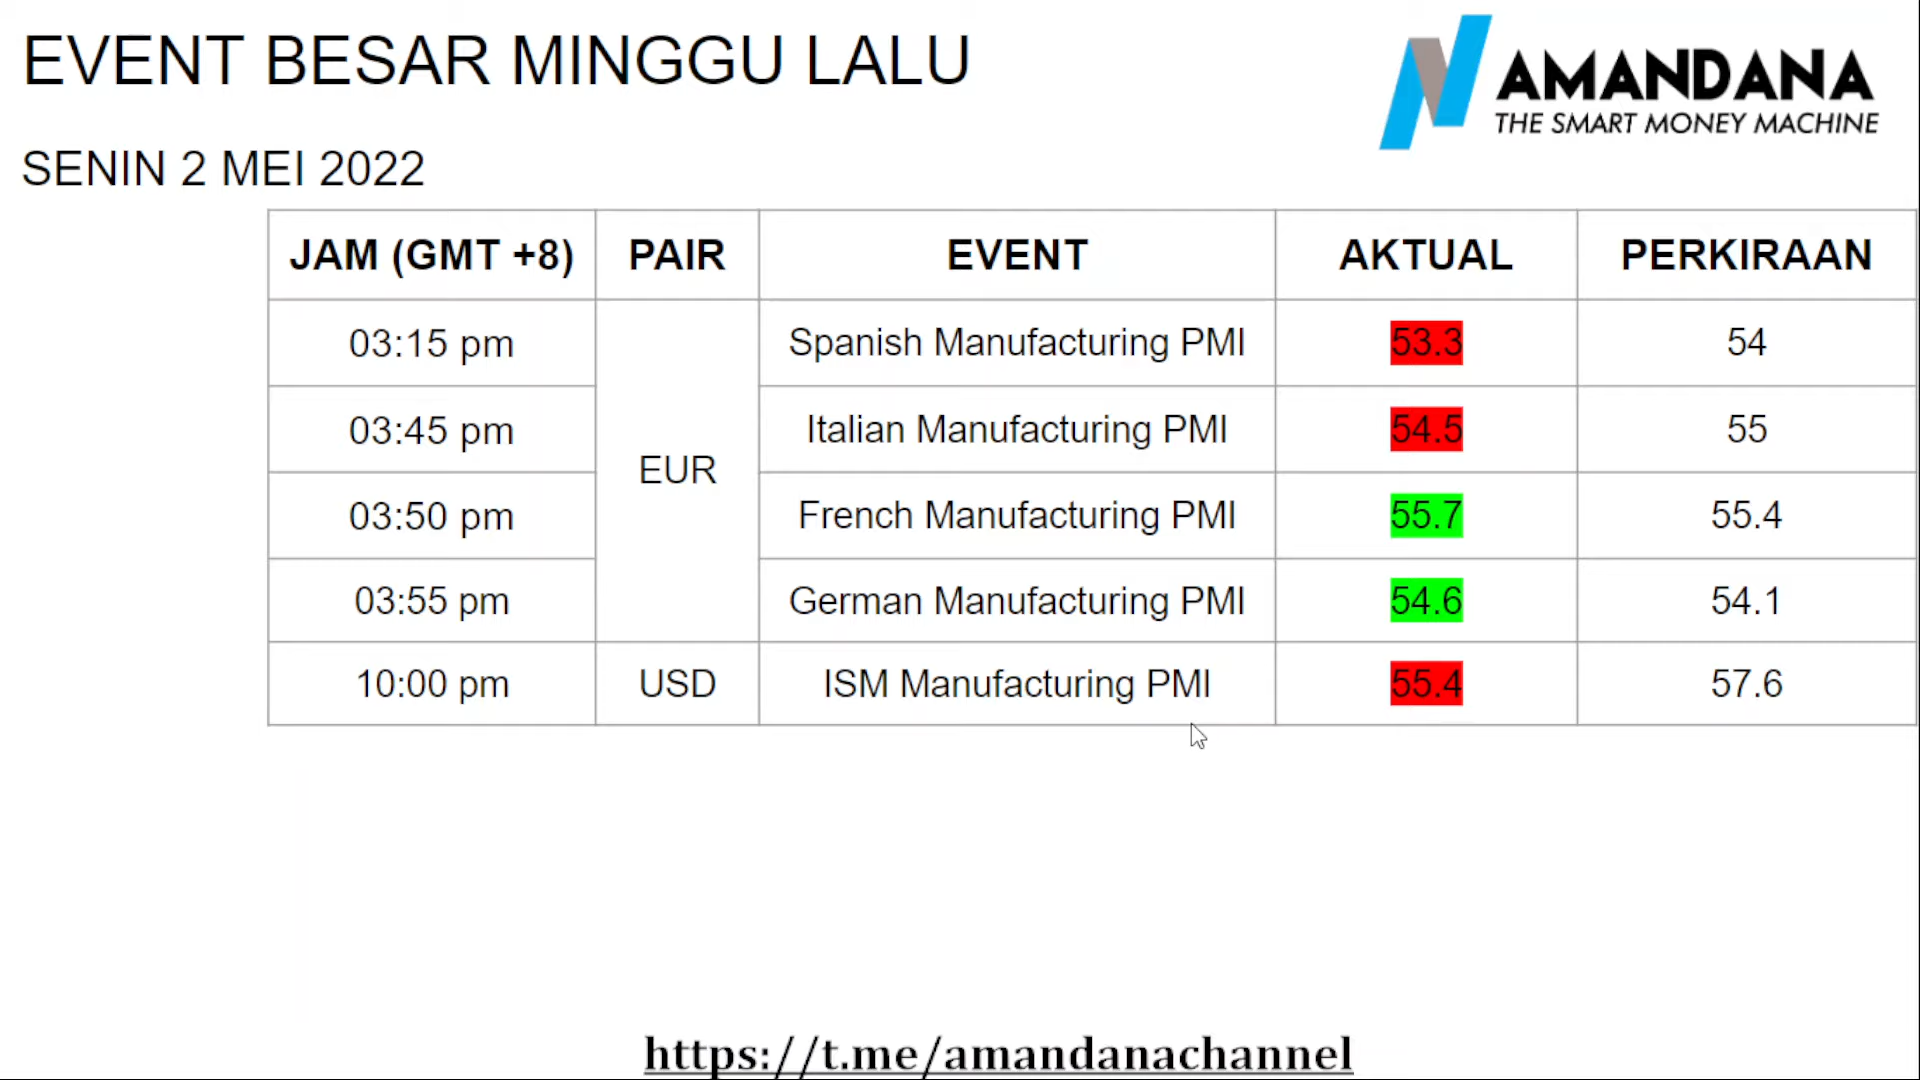 EVENT BESAR MINGGU LALU
AMANDANA
THE SMART MONEY MACHINE
SENIN 2 MEI 2022
JAM (GMT +8) PAIR EVENT AKTUAL PERKIRAAN
03:15 pm Spanish Manufacturing PMI 53.3 54
03:45 pm Italian Manufacturing PMI 54.5 55
EUR
03:50 pm French Manufacturing PMI 55.7 55.4
03:55 pm German Manufacturing PMI 54.6 54.1
10:00 pm USD ISM Manufacturing PMI 55.4 57.6
https://t.me/amandanachannel